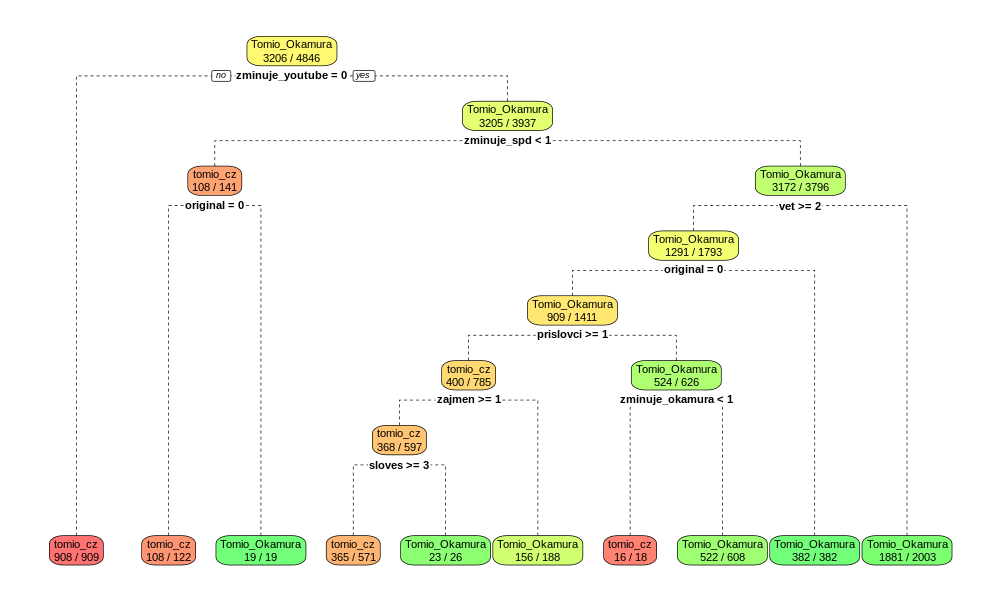 Tomio_Okamura
3206 / 4846
no zminuje_youtube = 0 yes
Tomio_Okamura
3205 / 3937
zminuje_spd < 1
tomio_cz
108 / 141
Tomio_Okamura
3172 / 3796
original = 0
vet >= 2
Tomio_Okamura
1291 / 1793
original = 0
Tomio_Okamura
909 / 1411
prislovci >= 1
tomio_cz
400 / 785
Tomio_Okamura
524 / 626
zajmen >= 1
zminuje_okamura < 1
tomio_cz
368 / 597
sloves >= 3
tomio_cz
908 / 909
tomio_cz
108 / 122
Tomio_Okamura
19 / 19
tomio_cz
365 / 571
Tomio_Okamura
23 / 26
Tomio_Okamura
156 / 188
tomio_cz
16 / 18
Tomio_Okamura
522 / 608
Tomio_Okamura
382 / 382
Tomio_Okamura
1881 / 2003